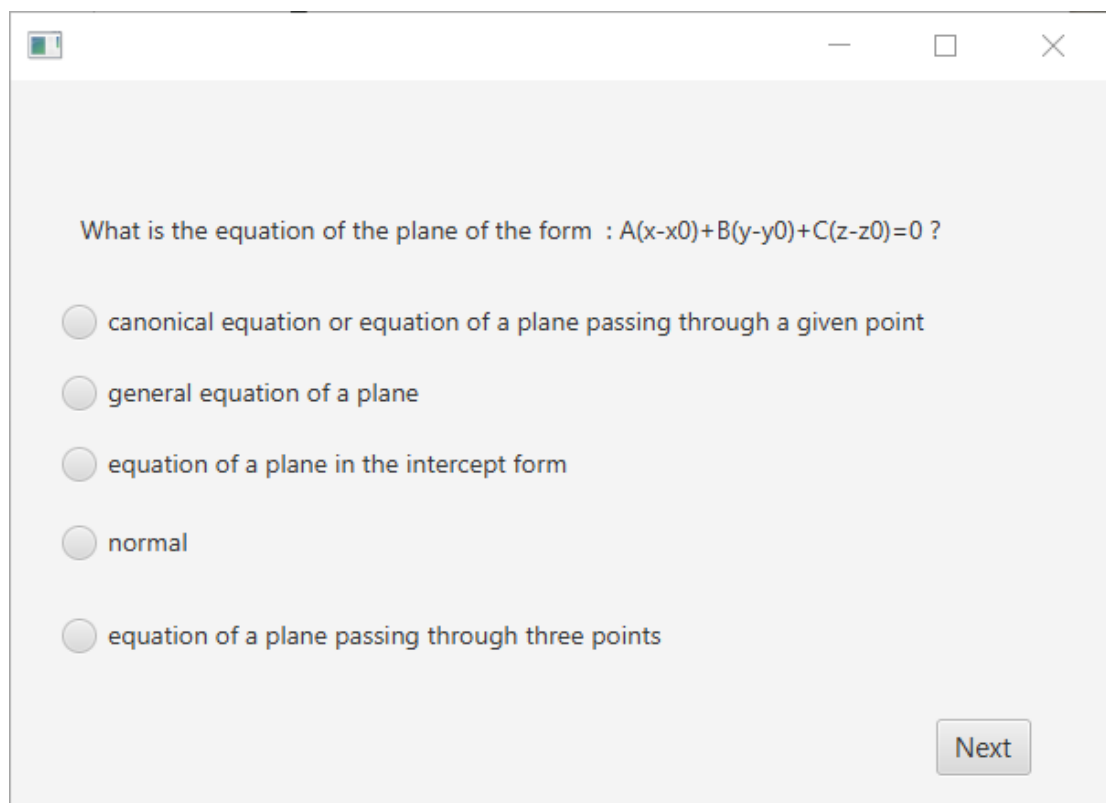 What is the equation of the plane of the form  : A(x-x0)+B(y-y0)+C(z-z0)=0 ?
canonical equation or equation of a plane passing through a given point
general equation of a plane
equation of a plane in the intercept form
normal
equation of a plane passing through three points
Next